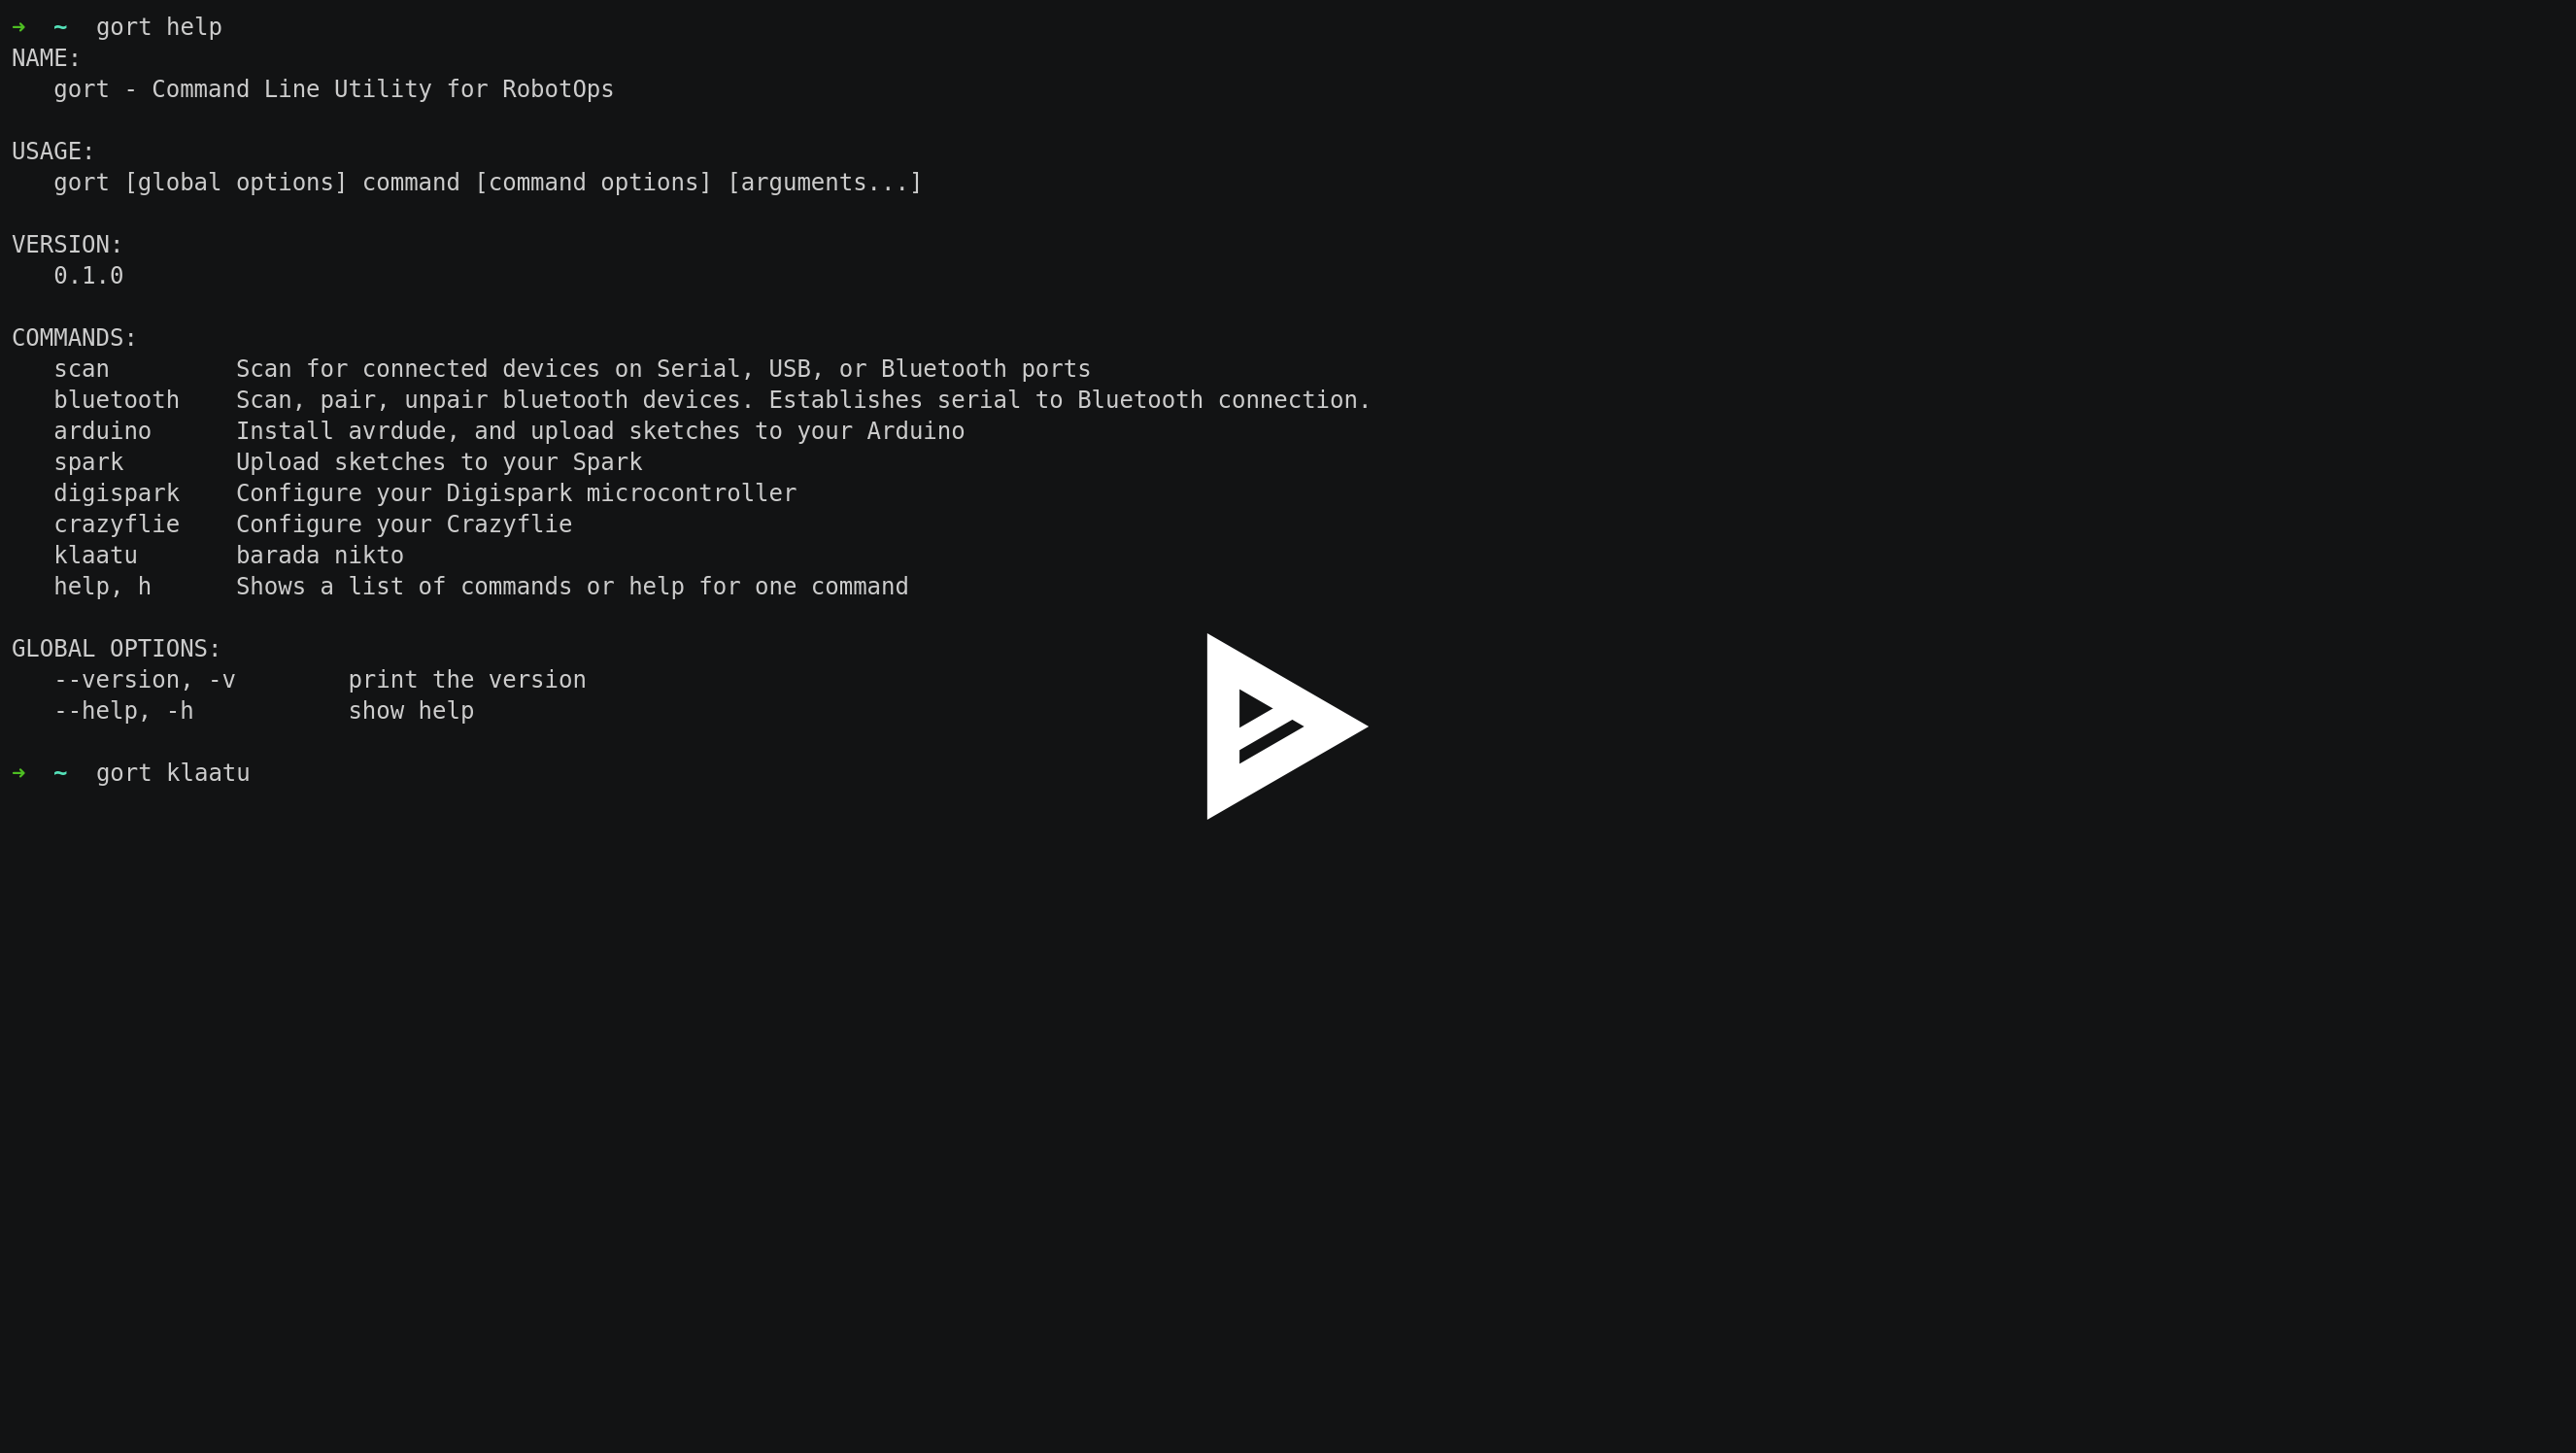 ➜  ~  gort help
NAME:
   gort - Command Line Utility for RobotOps

USAGE:
   gort [global options] command [command options] [arguments...]

VERSION:
   0.1.0

COMMANDS:
   scan         Scan for connected devices on Serial, USB, or Bluetooth ports
   bluetooth    Scan, pair, unpair bluetooth devices. Establishes serial to Bluetooth connection.
   arduino      Install avrdude, and upload sketches to your Arduino
   spark        Upload sketches to your Spark
   digispark    Configure your Digispark microcontroller
   crazyflie    Configure your Crazyflie
   klaatu       barada nikto
   help, h      Shows a list of commands or help for one command

GLOBAL OPTIONS:
   --version, -v        print the version
   --help, -h           show help

➜  ~  gort klaatu